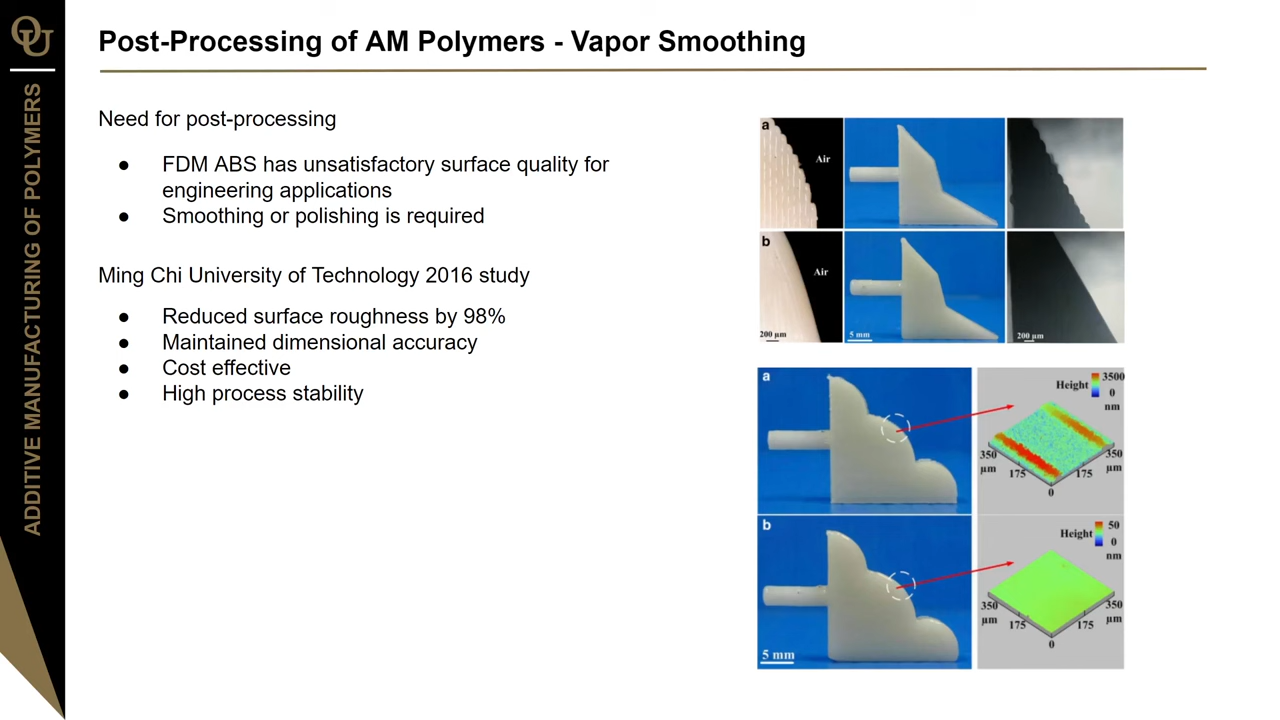 OU
ADDITIVE MANUFACTURING OF POLYMERS
Post-Processing of AM Polymers - Vapor Smoothing
Need for post-processing
● FDM ABS has unsatisfactory surface quality for
engineering applications
● Smoothing or polishing is required
Ming Chi University of Technology 2016 study
● Reduced surface roughness by 98%
● Maintained dimensional accuracy
● Cost effective
● High process stability
a
Air
b
Air
200 µm
5 mm
200 µm
a
Height
3500
0
nm
350
µm
175
0
175
350
µm
b
Height
50
0
nm
350
µm
175
0
175
350
µm
5 mm